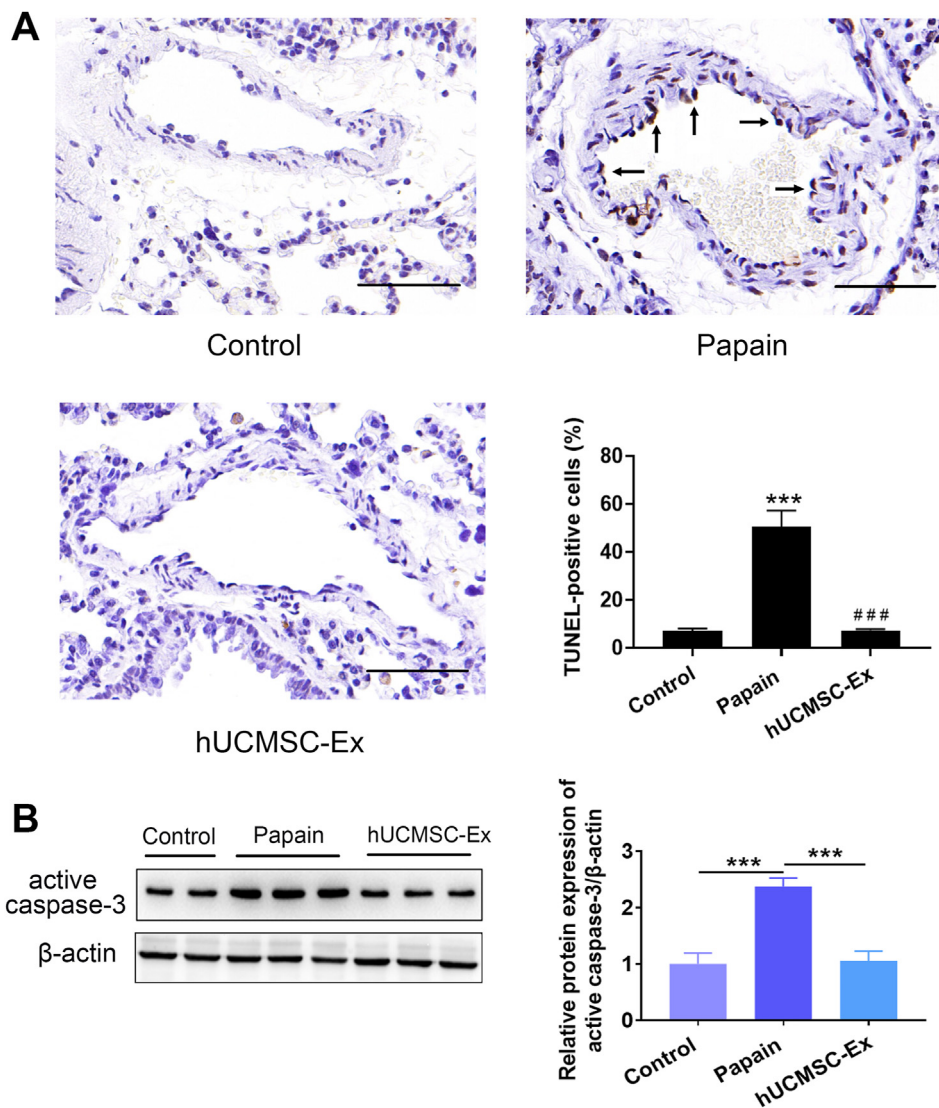 A
Control
Papain
hUCMSC-Ex
TUNEL-positive cells (%)
80
60
40
20
0
***
###
Control
Papain
hUCMSC-Ex
B
Control
Papain
hUCMSC-Ex
active
caspase-3
β-actin
Relative protein expression of
active caspase-3/β-actin
3
2
1
0
***
***
Control
Papain
hUCMSC-Ex